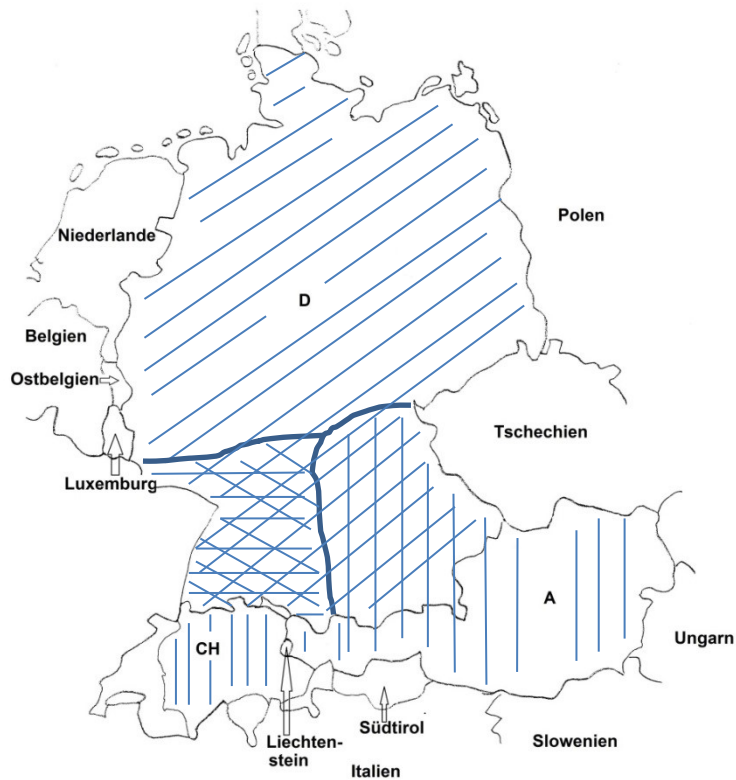 Polen
Niederlande
D
Belgien
Ostbelgien
Tschechien
Luxemburg
A
Ungarn
CH
Südtirol
Liechten-
stein
Slowenien
Italien